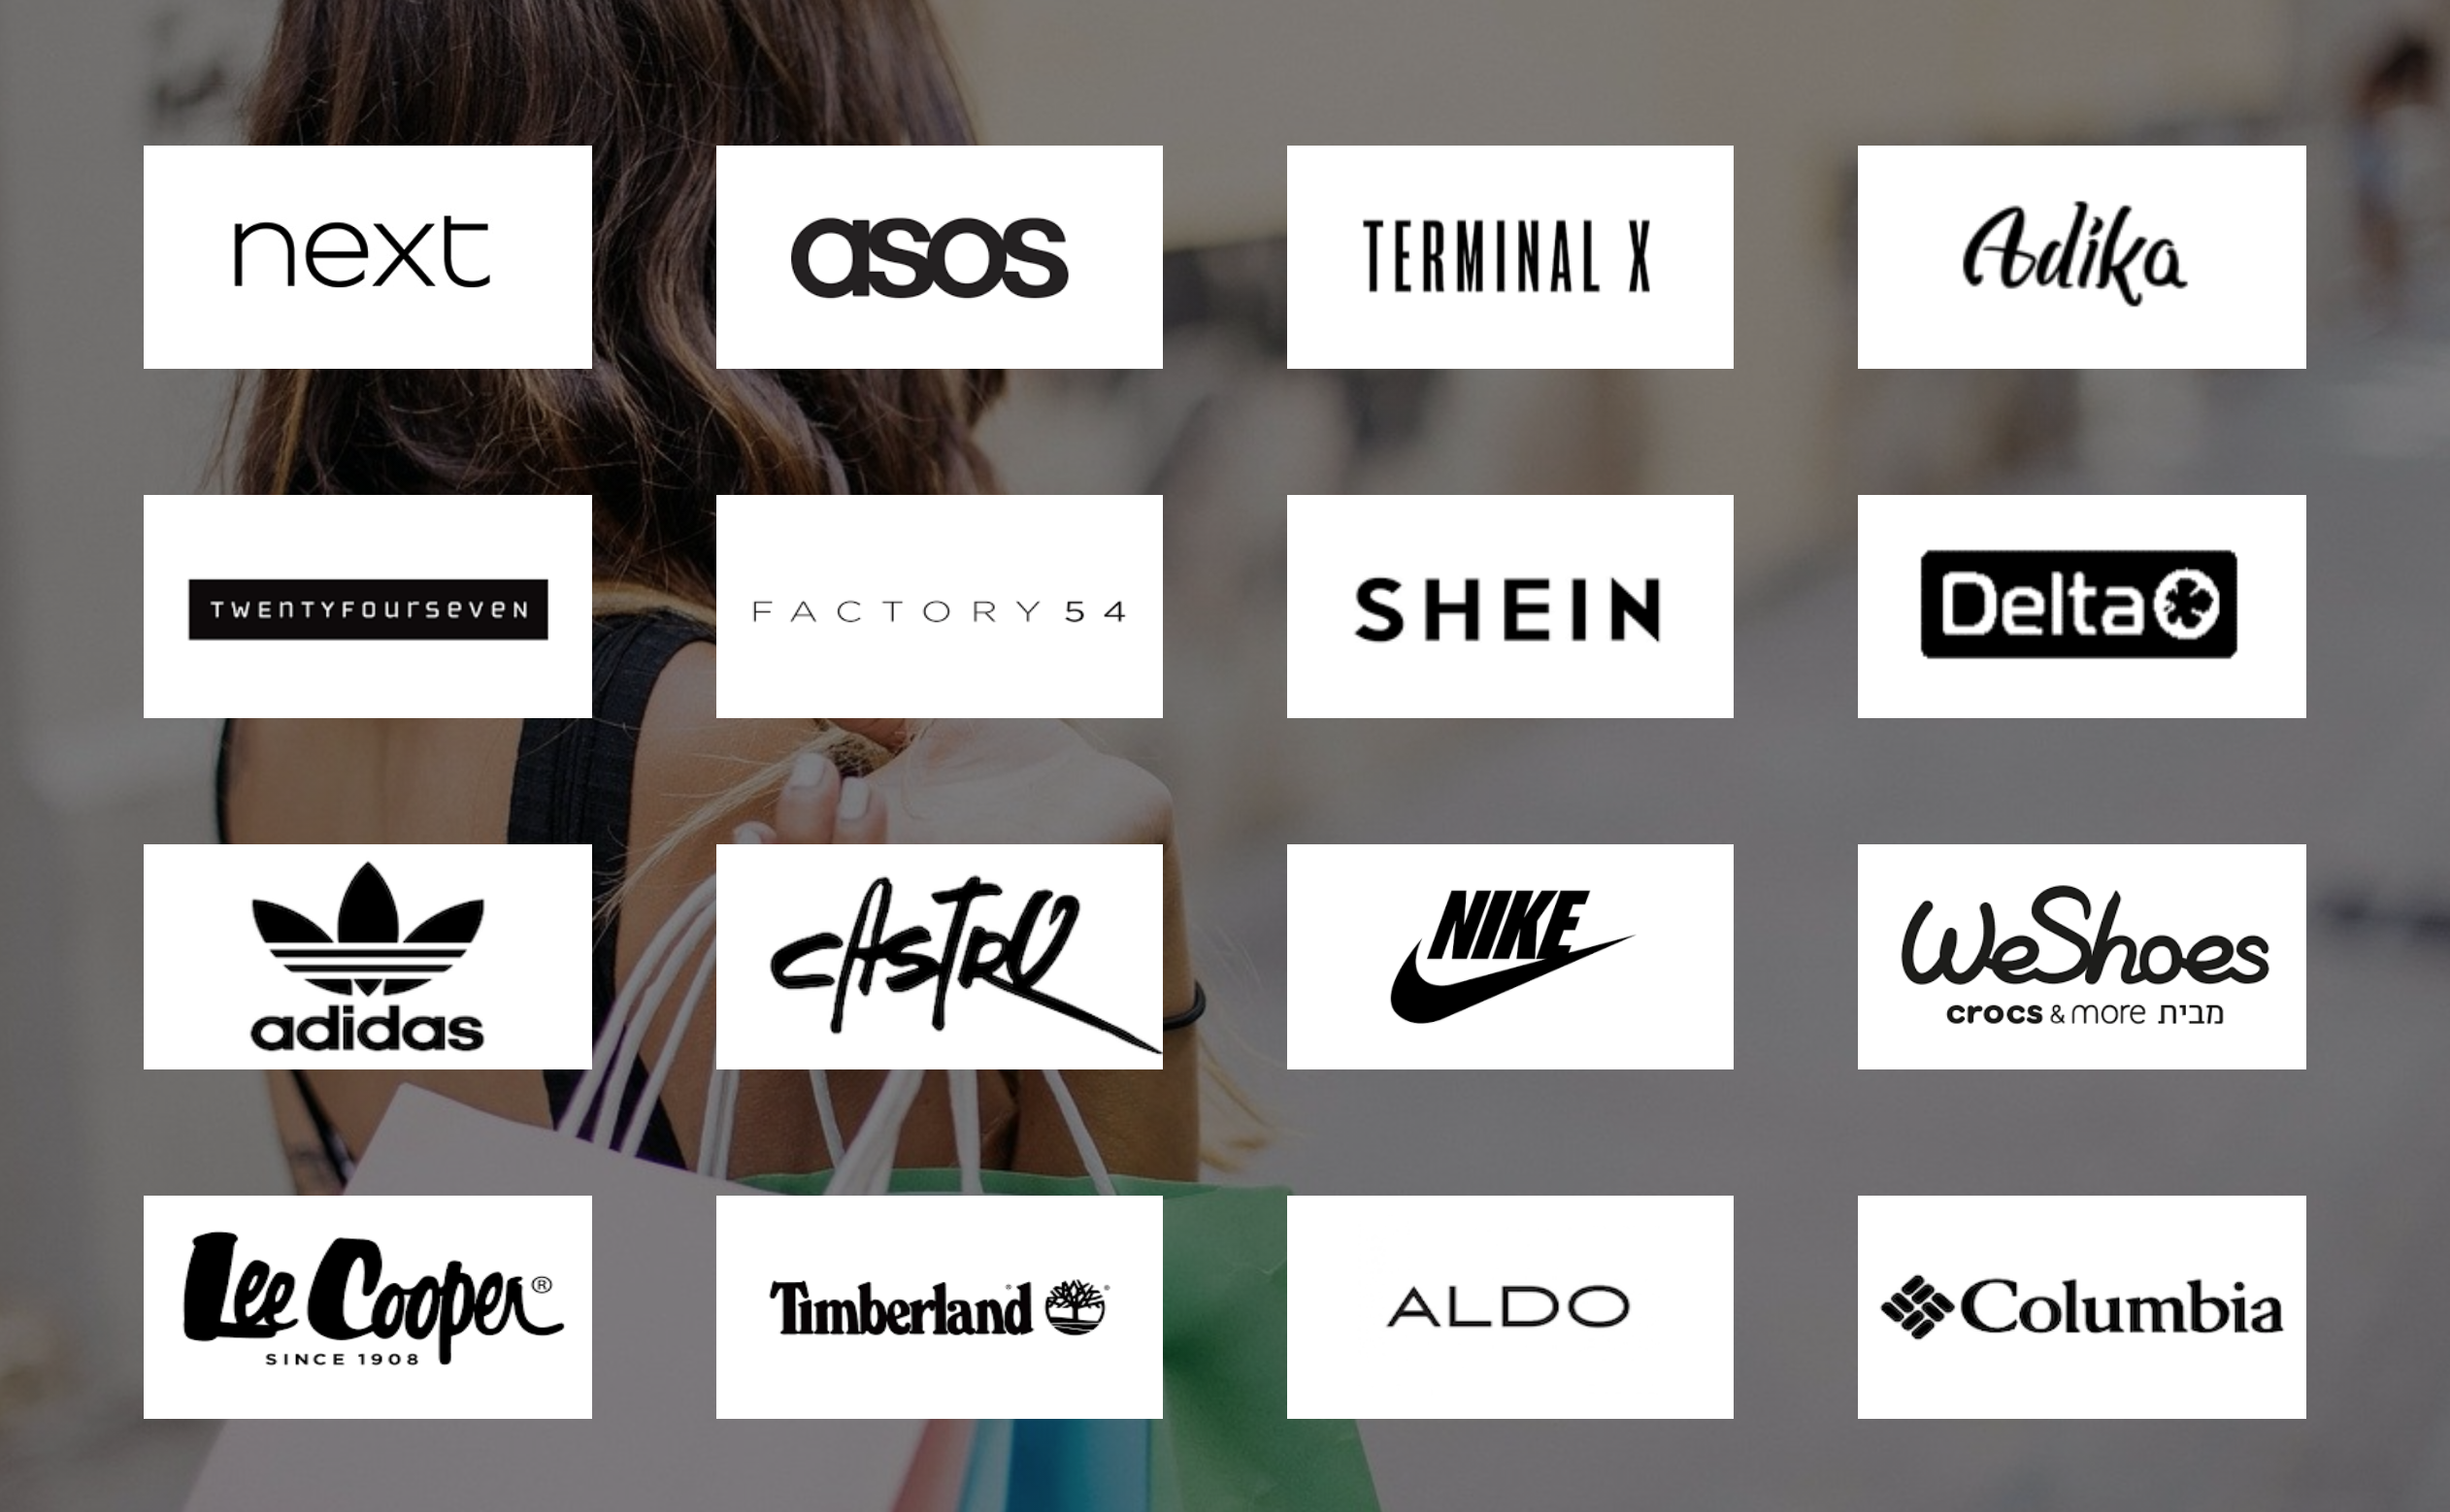 next
asos
TERMINAL X
Adika
TWENTYFOURSEVEN
FACTORY 54
SHEIN
Delta
adidas
CASTRO
NIKE
WeShoes
crocs & more מבית
Lee Cooper®
SINCE 1908
Timberland
ALDO
Columbia